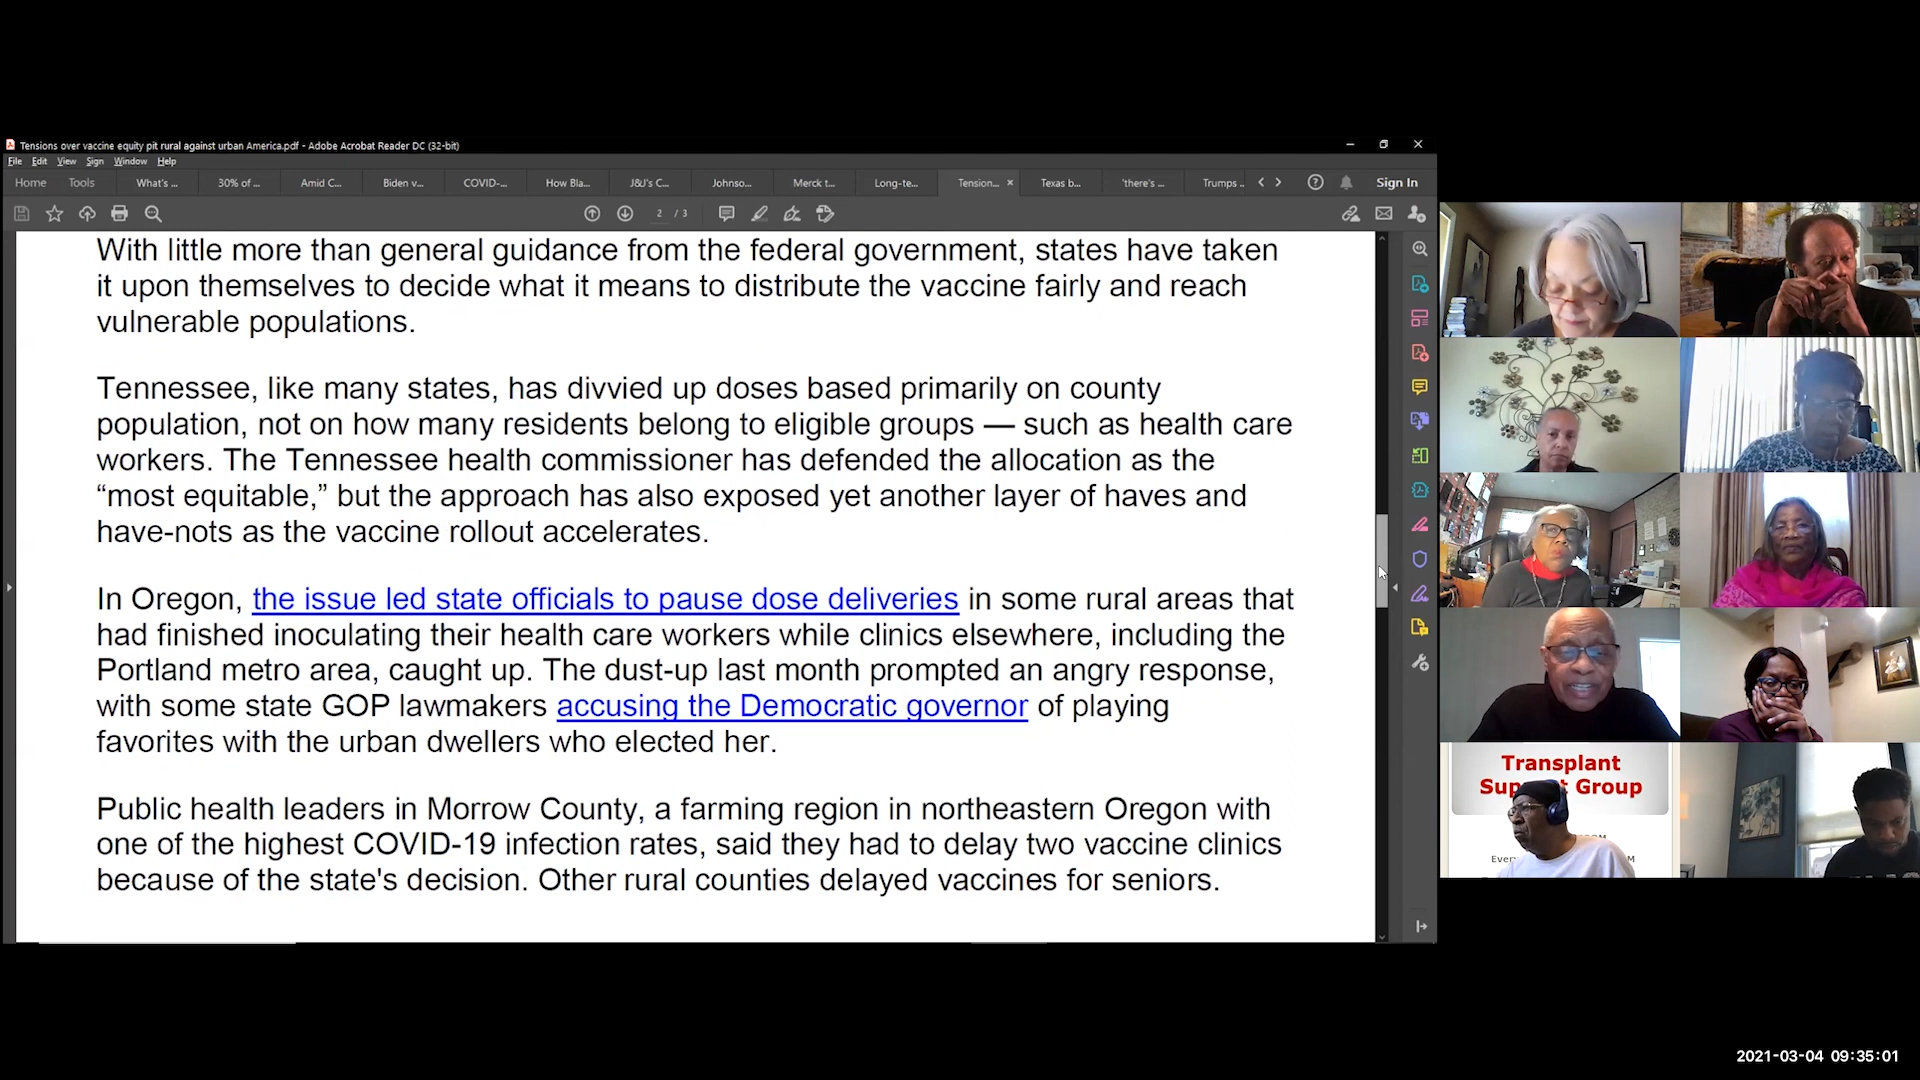 Tensions over vaccine equity pit rural against urban America.pdf - Adobe Acrobat Reader DC (32-bit)
File Edit View Sign Window Help
Home Tools What's ... 30% of ... Amid C... Biden v... COVID-... How Bla... J&J's C... Johnso... Merck t... Long-te... Tension... × Texas b... 'there's ... Trumps .. Sign In
2 / 3
With little more than general guidance from the federal government, states have taken
it upon themselves to decide what it means to distribute the vaccine fairly and reach
vulnerable populations.
Tennessee, like many states, has divvied up doses based primarily on county
population, not on how many residents belong to eligible groups — such as health care
workers. The Tennessee health commissioner has defended the allocation as the
“most equitable,” but the approach has also exposed yet another layer of haves and
have-nots as the vaccine rollout accelerates.
In Oregon, the issue led state officials to pause dose deliveries in some rural areas that
had finished inoculating their health care workers while clinics elsewhere, including the
Portland metro area, caught up. The dust-up last month prompted an angry response,
with some state GOP lawmakers accusing the Democratic governor of playing
favorites with the urban dwellers who elected her.
Public health leaders in Morrow County, a farming region in northeastern Oregon with
one of the highest COVID-19 infection rates, said they had to delay two vaccine clinics
because of the state's decision. Other rural counties delayed vaccines for seniors.
Transplant
Group
2021-03-04 09:35:01